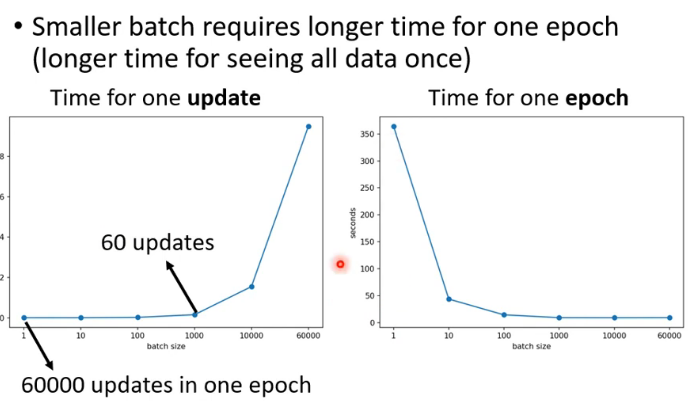 • Smaller batch requires longer time for one epoch
(longer time for seeing all data once)
Time for one update
Time for one epoch
8
6
4
2
0
60 updates
1 10 100 1000 10000 60000
batch size
60000 updates in one epoch
350
300
250
200
150
100
50
0
seconds
1 10 100 1000 10000 60000
batch size